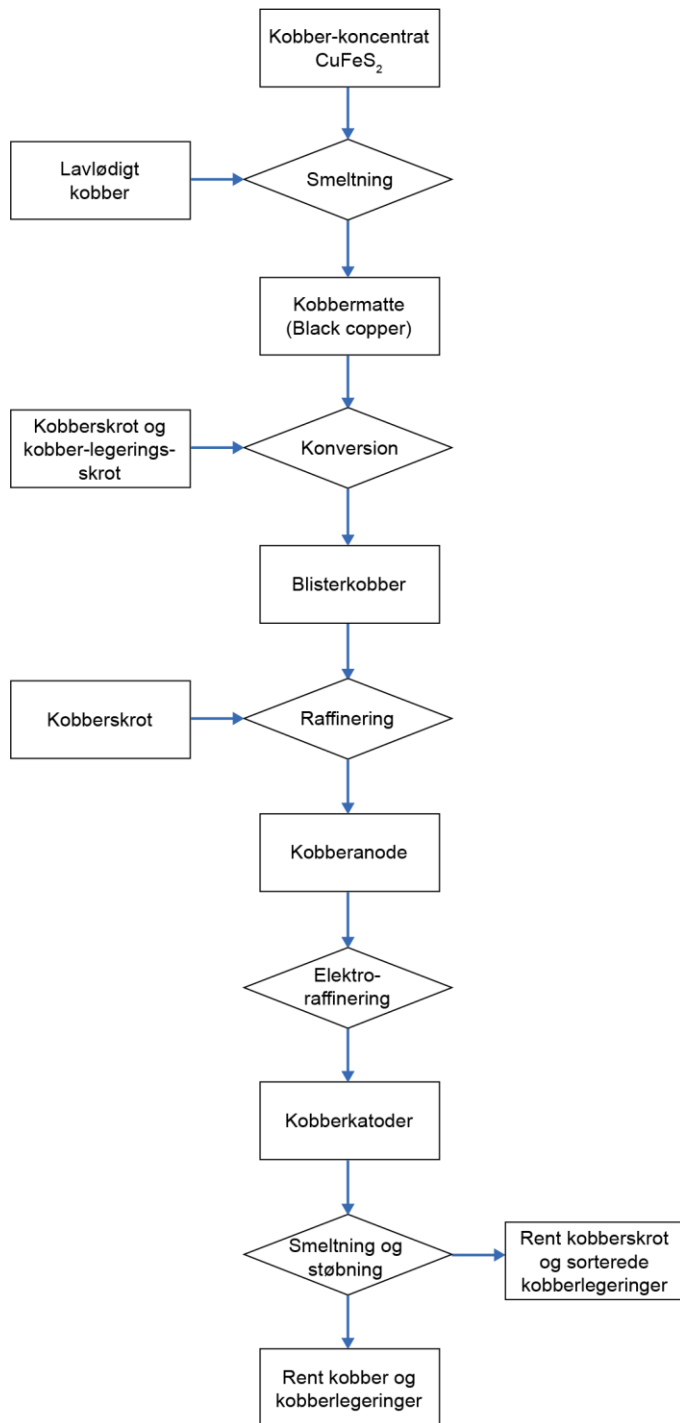 Kobber-koncentrat
CuFeS₂
Lavlødigt
kobber
Smeltning
Kobbermatte
(Black copper)
Kobberskrot og
kobber-legerings-
skrot
Konversion
Blisterkobber
Kobberskrot
Raffinering
Kobberanode
Elektro-
raffinering
Kobberkatoder
Smeltning og
støbning
Rent kobberskrot
og sorterede
kobberlegeringer
Rent kobber og
kobberlegeringer